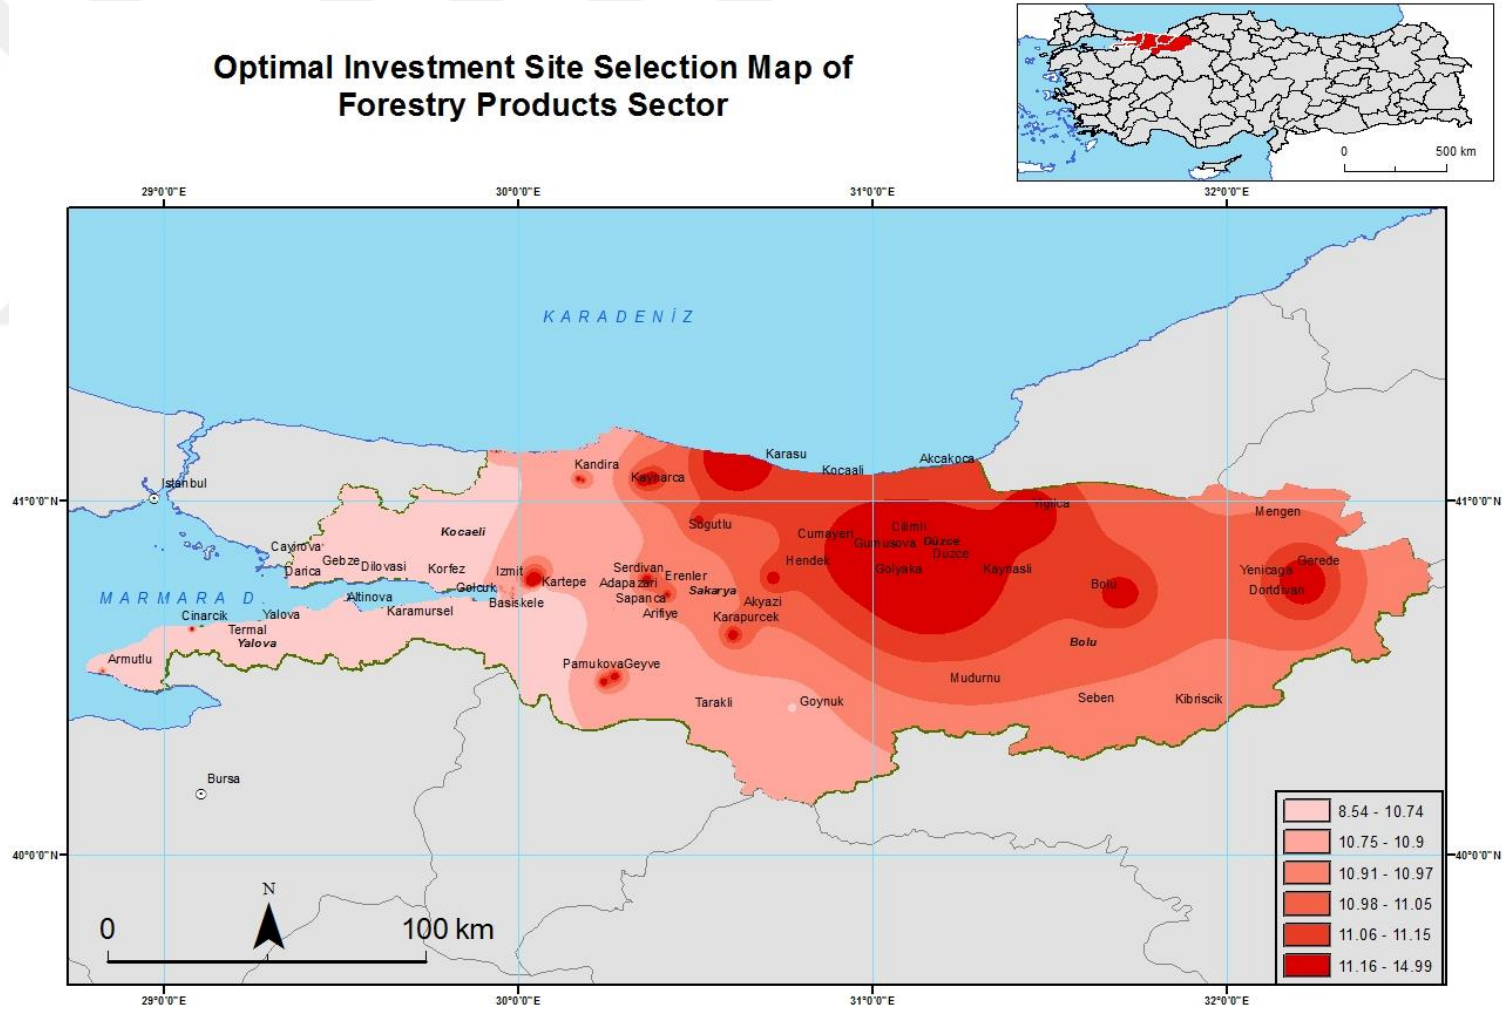 Optimal Investment Site Selection Map of
Forestry Products Sector
0 500 km
29°0'0"E 30°0'0"E 31°0'0"E 32°0'0"E
KARADENİZ
Istanbul
Kandira
Kaynarca
Karasu
Kocaali
Akcakoca
41°0'0"N 41°0'0"N
Yigilca
Mengen
Kocaeli
Sogutlu
Cumayeri
Cilimli
Gumusova
Düzce
Duzce
Cayirova
Gebze
Dilovasi
Darica
Korfez
Izmit
Kartepe
Serdivan
Adapazari
Erenler
Hendek
Golyaka
Kaynasli
Gerede
Yenicaga
Dortdivan
MARMARA D.
Altinova
Golcuk
Basiskele
Sapanca
Sakarya
Akyazi
Bolu
Cinarcik
Yalova
Karamursel
Arifiye
Karapurcek
Termal
Yalova
Bolu
Armutlu
Pamukova
Geyve
Mudurnu
Tarakli
Goynuk
Seben
Kibriscik
Bursa
8.54 - 10.74
10.75 - 10.9
10.91 - 10.97
10.98 - 11.05
11.06 - 11.15
11.16 - 14.99
40°0'0"N 40°0'0"N
N
0 100 km
29°0'0"E 30°0'0"E 31°0'0"E 32°0'0"E